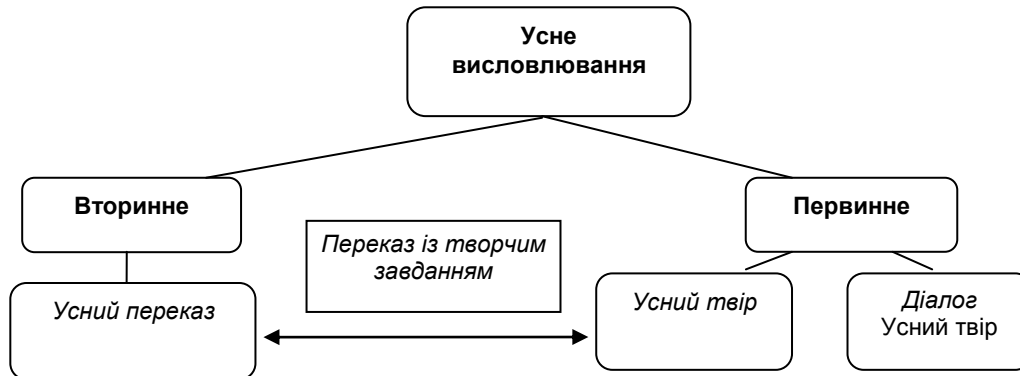 Усне
висловлювання
Вторинне
Первинне
Переказ із творчим
завданням
Усний переказ
Усний твір
Діалог
Усний твір